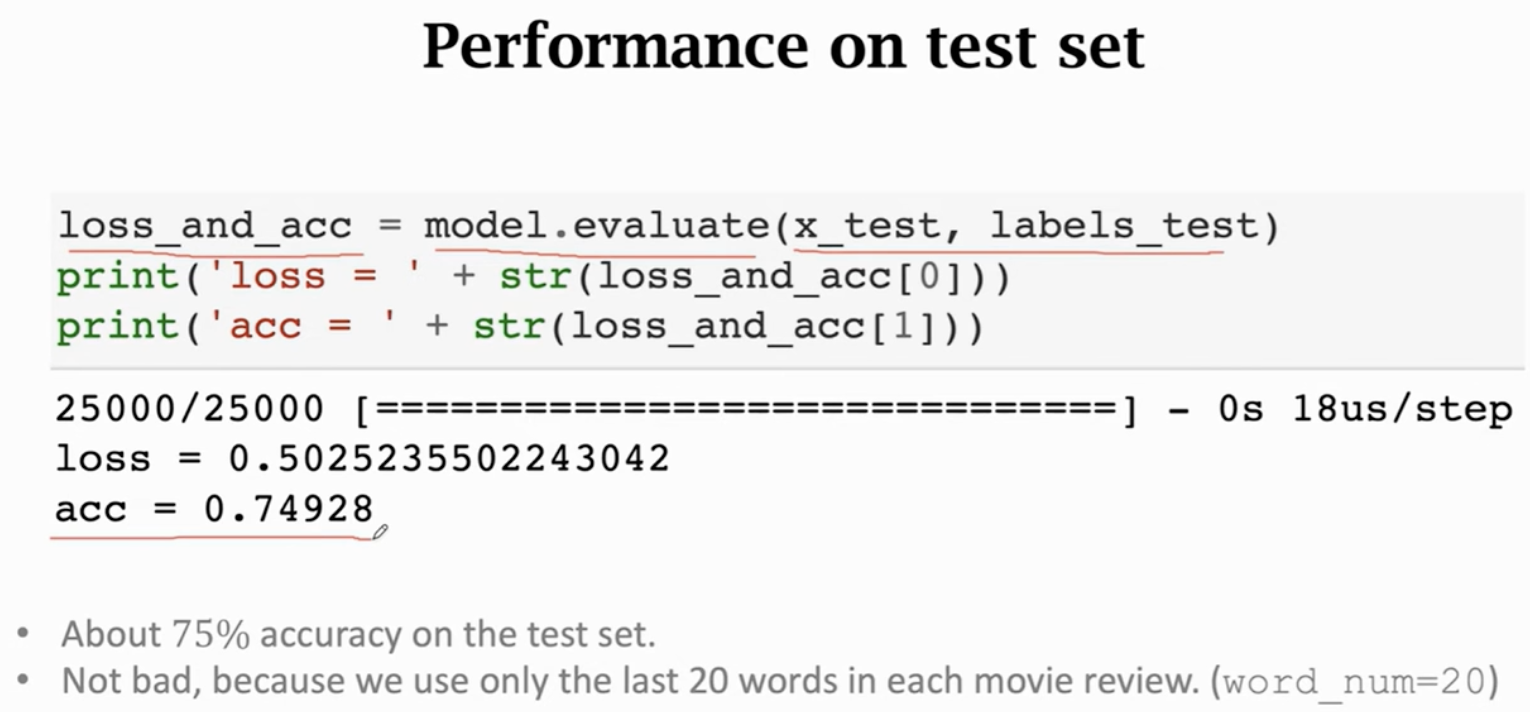 Performance on test set
loss_and_acc = model.evaluate(x_test, labels_test)
print('loss = ' + str(loss_and_acc[0]))
print('acc = ' + str(loss_and_acc[1]))
25000/25000 [==============================] - 0s 18us/step
loss = 0.5025235502243042
acc = 0.74928
• About 75% accuracy on the test set.
• Not bad, because we use only the last 20 words in each movie review. (word_num=20)